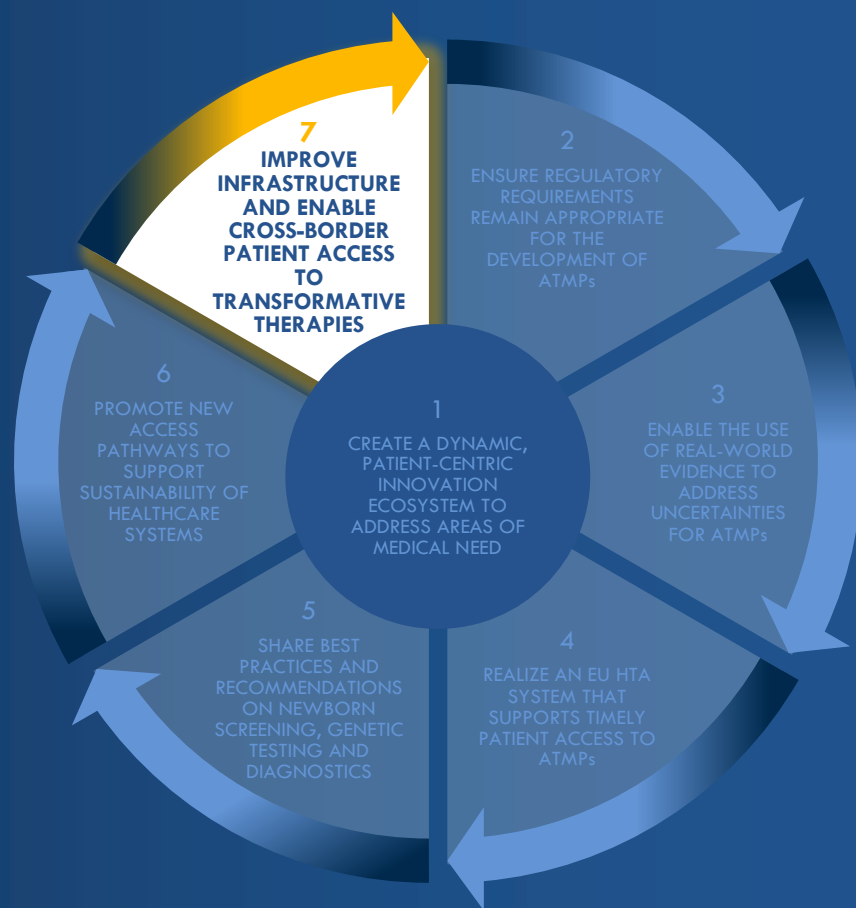 1
CREATE A DYNAMIC,
PATIENT-CENTRIC
INNOVATION
ECOSYSTEM TO
ADDRESS AREAS OF
MEDICAL NEED
2
ENSURE REGULATORY
REQUIREMENTS
REMAIN APPROPRIATE
FOR THE
DEVELOPMENT OF
ATMPs
3
ENABLE THE USE
OF REAL-WORLD
EVIDENCE TO
ADDRESS
UNCERTAINTIES
FOR ATMPs
4
REALIZE AN EU HTA
SYSTEM THAT
SUPPORTS TIMELY
PATIENT ACCESS TO
ATMPs
5
SHARE BEST
PRACTICES AND
RECOMMENDATIONS
ON NEWBORN
SCREENING, GENETIC
TESTING AND
DIAGNOSTICS
6
PROMOTE NEW
ACCESS
PATHWAYS TO
SUPPORT
SUSTAINABILITY OF
HEALTHCARE
SYSTEMS
7
IMPROVE
INFRASTRUCTURE
AND ENABLE
CROSS-BORDER
PATIENT ACCESS
TO
TRANSFORMATIVE
THERAPIES